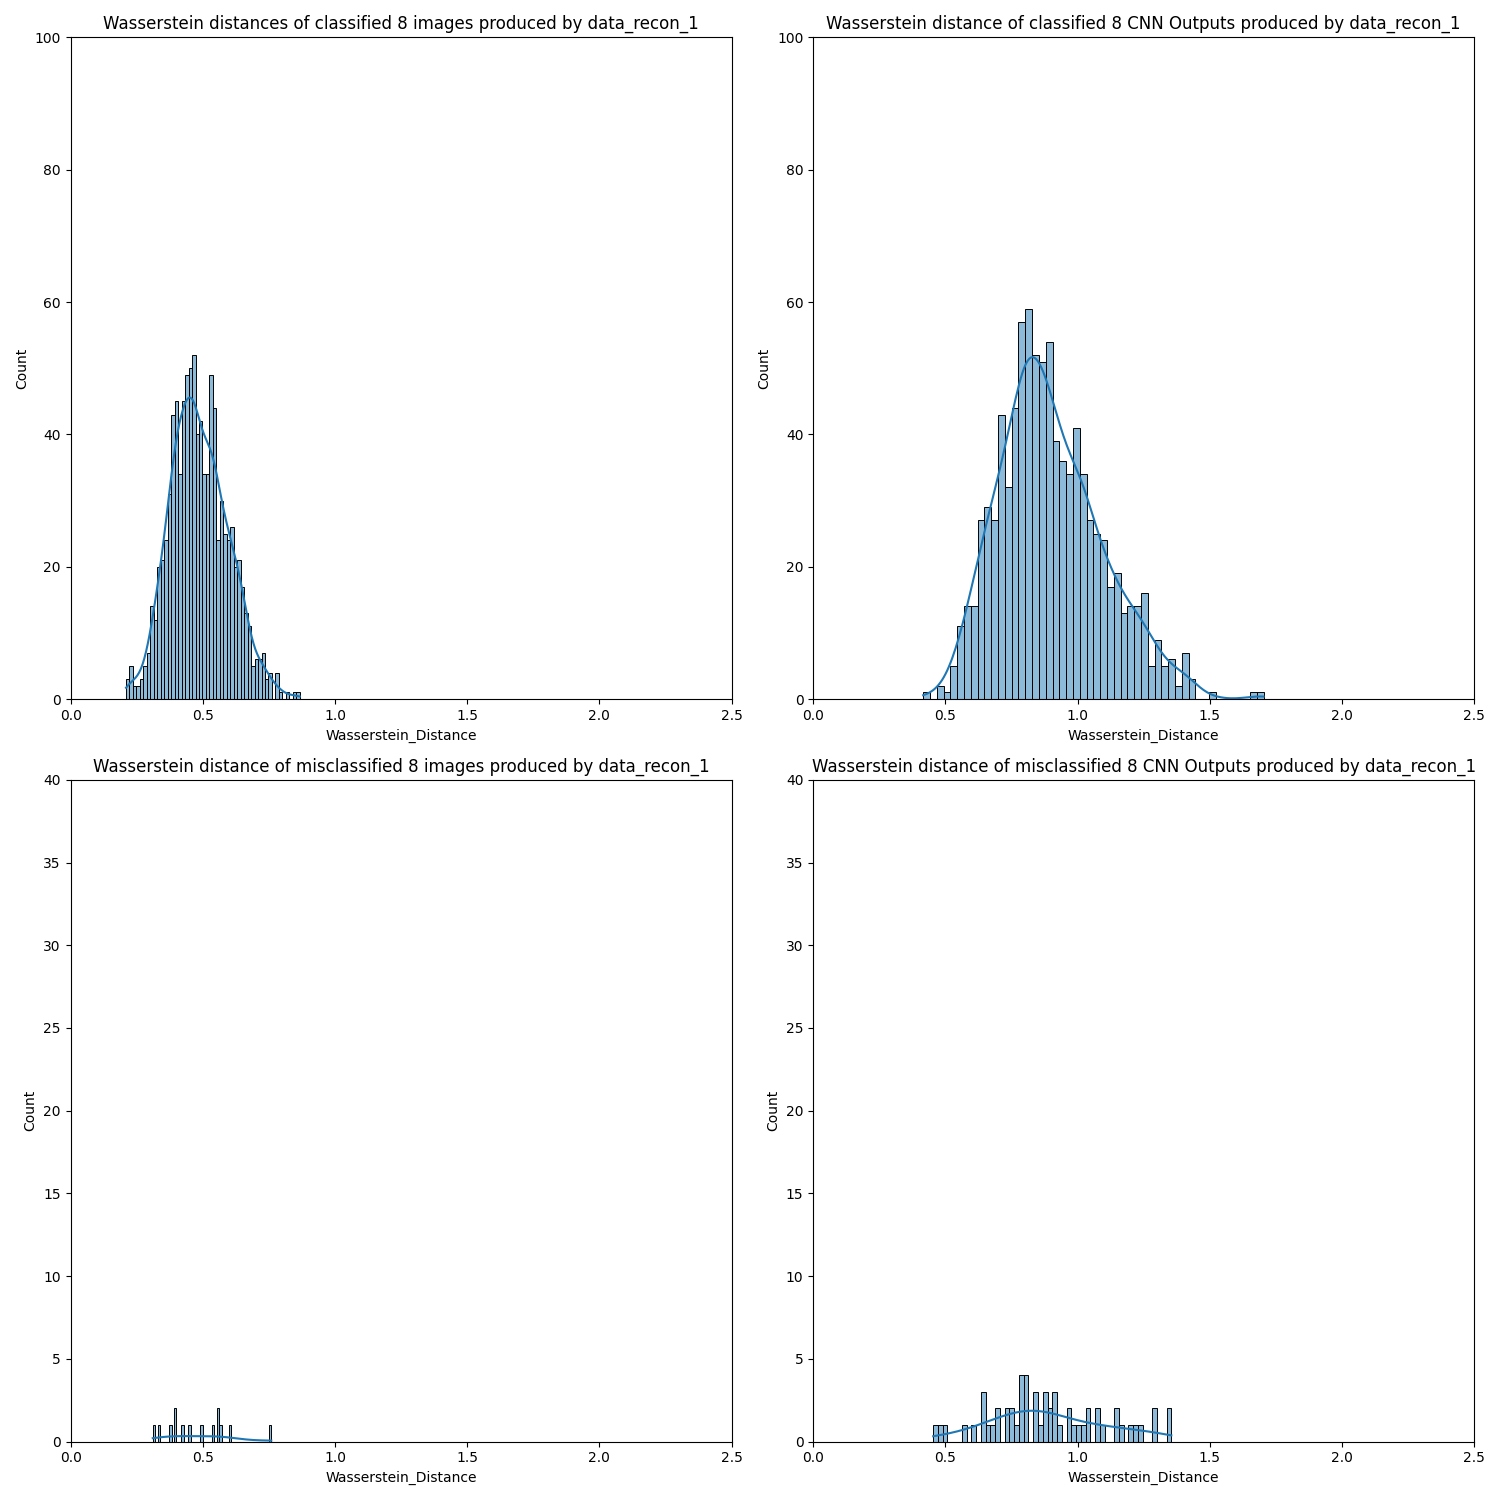 Wasserstein distances of classified 8 images produced by data_recon_1
100
80
60
40
20
0
Count
0.0 0.5 1.0 1.5 2.0 2.5
Wasserstein_Distance
Wasserstein distance of classified 8 CNN Outputs produced by data_recon_1
100
80
60
40
20
0
Count
0.0 0.5 1.0 1.5 2.0 2.5
Wasserstein_Distance
Wasserstein distance of misclassified 8 images produced by data_recon_1
40
35
30
25
20
15
10
5
0
Count
0.0 0.5 1.0 1.5 2.0 2.5
Wasserstein_Distance
Wasserstein distance of misclassified 8 CNN Outputs produced by data_recon_1
40
35
30
25
20
15
10
5
0
Count
0.0 0.5 1.0 1.5 2.0 2.5
Wasserstein_Distance